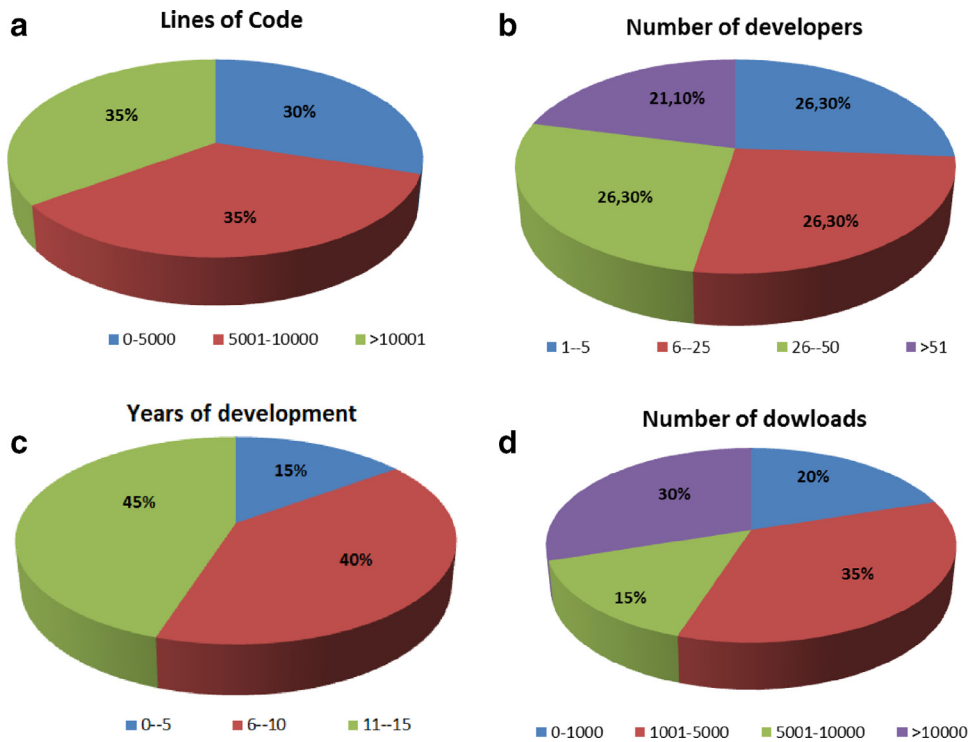 a
Lines of Code
35%
30%
35%
0-5000 5001-10000 >10001
b
Number of developers
21,10%
26,30%
26,30%
26,30%
1--5 6--25 26--50 >51
c
Years of development
15%
45%
40%
0--5 6--10 11--15
d
Number of dowloads
20%
30%
35%
15%
0-1000 1001-5000 5001-10000 >10000